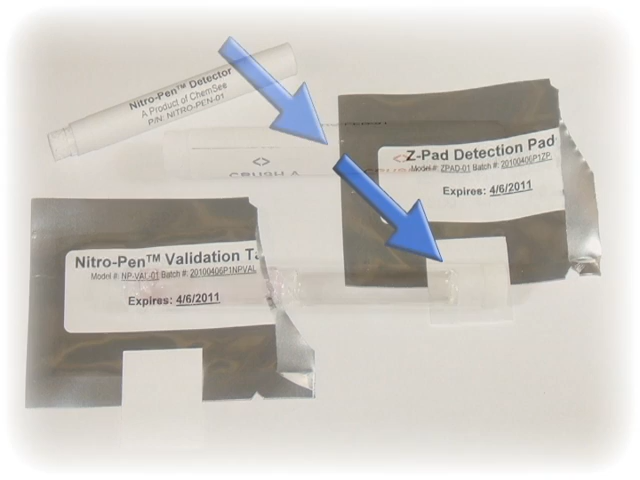 Nitro-Pen™ Detector
A Product of ChemSee
P/N: NITRO-PEN-01
<> CRUSH A
Z-Pad Detection Pad
Model #: ZPAD-01 Batch #: 20100406P1ZP
Expires: 4/6/2011
Nitro-Pen™ Validation Ta
Model #: NP-VAL-01 Batch #: 20100406P1NPVAL
Expires: 4/6/2011